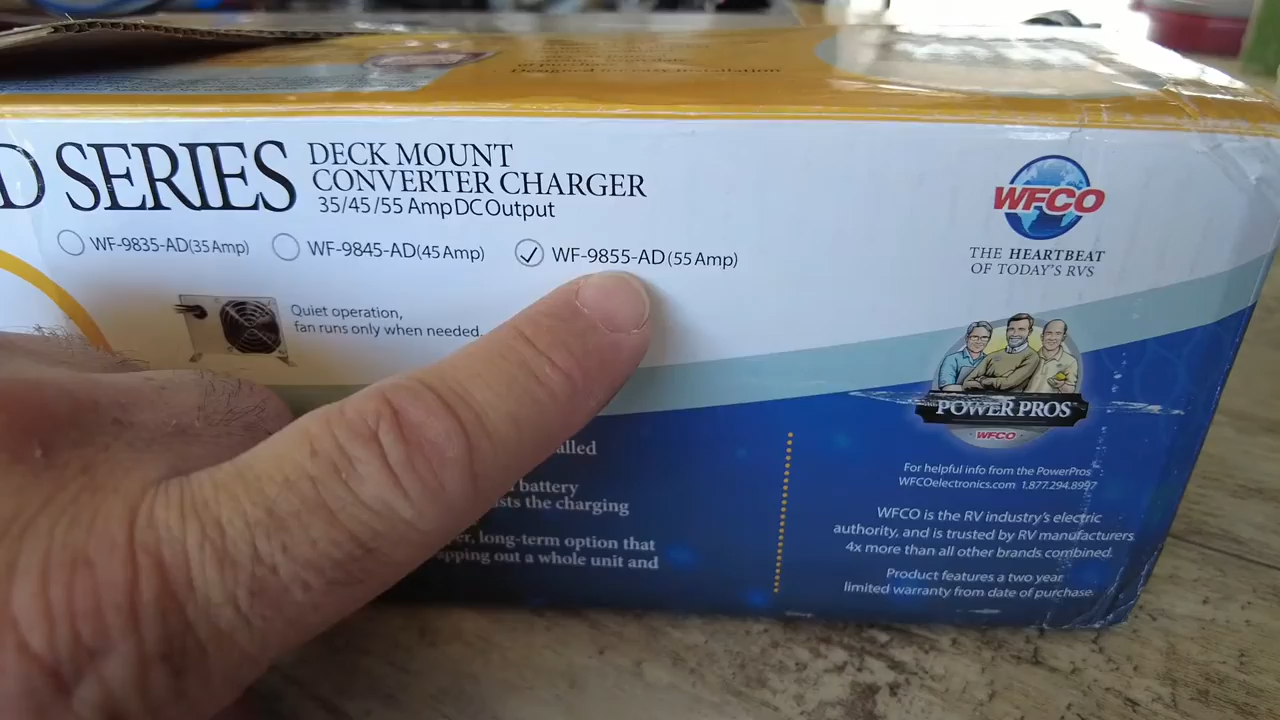 Designed for easy installation
D SERIES
DECK MOUNT
CONVERTER CHARGER
35/45/55 Amp DC Output
WF-9835-AD (35 Amp)
WF-9845-AD (45 Amp)
WF-9855-AD (55 Amp)
Quiet operation,
fan runs only when needed.
WFCO
THE HEARTBEAT
OF TODAY'S RVS
POWER PROS
WFCO
battery
the charging
long-term option that
out a whole unit and
For helpful info from the PowerPros
WFCOelectronics.com 1.877.294.8997
WFCO is the RV industry's electric
authority, and is trusted by RV manufacturers
4x more than all other brands combined.
Product features a two year
limited warranty from date of purchase.